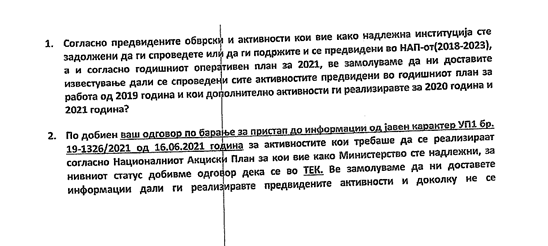 1. Согласно предвидените обврски и активности кои вие како надлежна институција сте
задолжени да ги спроведете или да ги подржите и се предвидени во НАП-от(2018-2023),
а и согласно годишниот оперативен план за 2021, ве замолуваме да ни доставите
известување дали се спроведени сите активностите предвидени во годишниот план за
работа од 2019 година и кои дополнително активности ги реализиравте за 2020 година и
2021 година?
2. По добиен ваш одговор по барање за пристап до информации од јавен карактер УП1 бр.
19-1326/2021 од 16.06.2021 година за активностите кои требаше да се реализираат
согласно Националниот Акциски План за кои вие како Министерство сте надлежни, за
нивниот статус добивме одговор дека се во ТЕК. Ве замолуваме да ни доставете
информации дали ги реализиравте предвидените активности и доколку не се